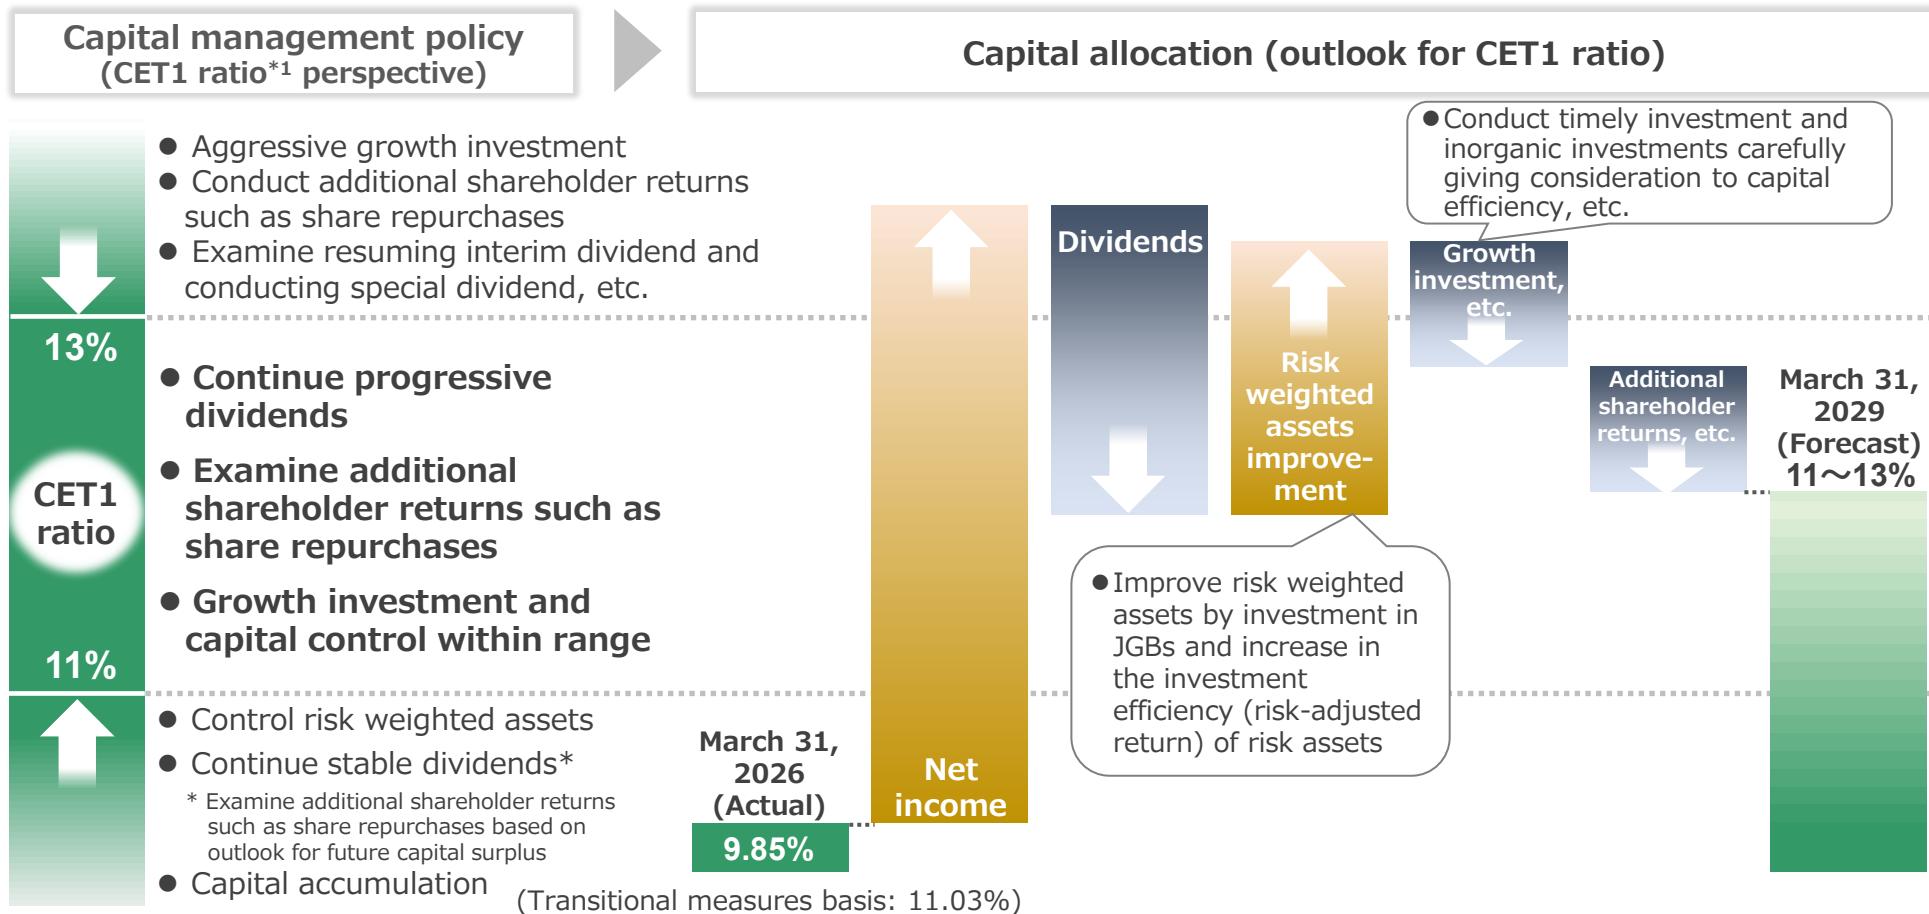 Capital management policy
(CET1 ratio*1 perspective)
Capital allocation (outlook for CET1 ratio)
● Aggressive growth investment
● Conduct additional shareholder returns
such as share repurchases
● Examine resuming interim dividend and
conducting special dividend, etc.
13%
● Continue progressive
dividends
● Examine additional
shareholder returns such as
share repurchases
● Growth investment and
capital control within range
CET1
ratio
11%
● Control risk weighted assets
● Continue stable dividends*
* Examine additional shareholder returns
such as share repurchases based on
outlook for future capital surplus
● Capital accumulation
March 31,
2026
(Actual)
9.85%
(Transitional measures basis: 11.03%)
Net
income
Dividends
Risk
weighted
assets
improve-
ment
● Improve risk weighted
assets by investment in
JGBs and increase in
the investment
efficiency (risk-adjusted
return) of risk assets
● Conduct timely investment and
inorganic investments carefully
giving consideration to capital
efficiency, etc.
Growth
investment,
etc.
Additional
shareholder
returns, etc.
March 31,
2029
(Forecast)
11～13%